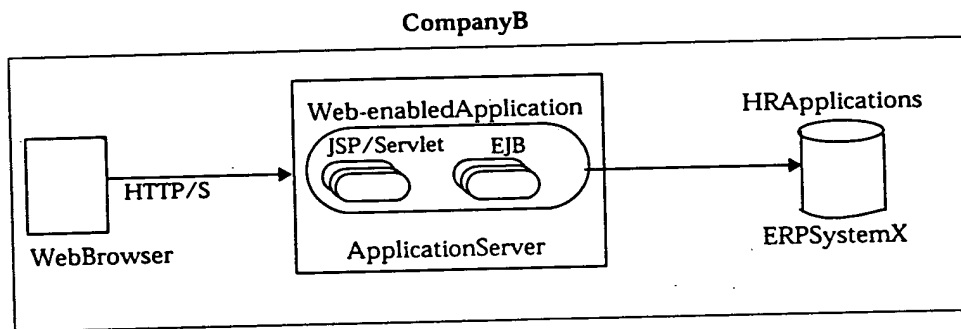 CompanyB
Web-enabledApplication
HRApplications
JSP/Servlet
EJB
HTTP/S
WebBrowser
ApplicationServer
ERPSystemX